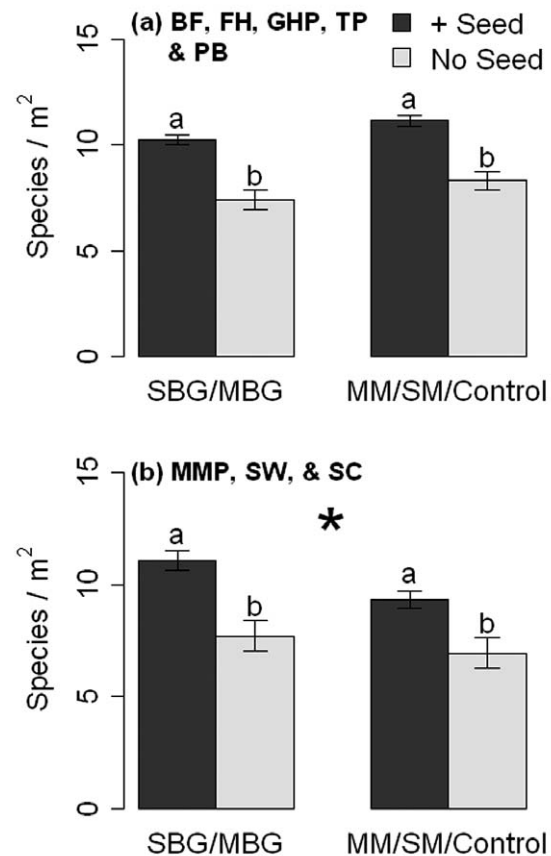 (a) BF, FH, GHP, TP
& PB
+ Seed
No Seed
Species / m²
15
10
5
0
a
b
a
b
SBG/MBG
MM/SM/Control
(b) MMP, SW, & SC
*
Species / m²
15
10
5
0
a
b
a
b
SBG/MBG
MM/SM/Control